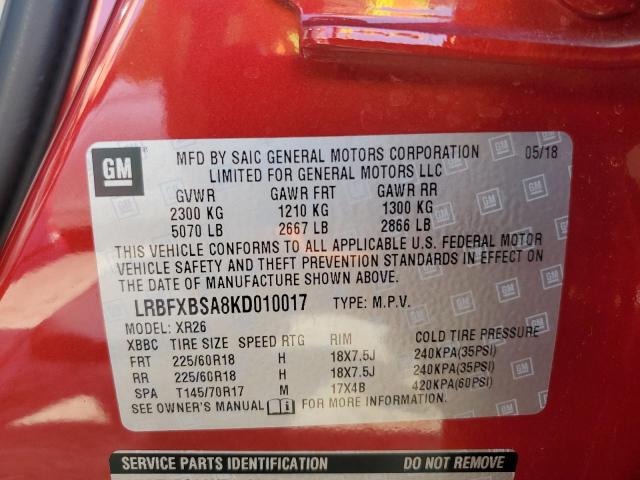 GM
MFD BY SAIC GENERAL MOTORS CORPORATION 05/18
LIMITED FOR GENERAL MOTORS LLC
GVWR GAWR FRT GAWR RR
2300 KG 1210 KG 1300 KG
5070 LB 2667 LB 2866 LB
THIS VEHICLE CONFORMS TO ALL APPLICABLE U.S. FEDERAL MOTOR
VEHICLE SAFETY AND THEFT PREVENTION STANDARDS IN EFFECT ON
THE DATE OF MANUFACTURE SHOWN ABOVE.
LRBFXBSA8KD010017 TYPE: M.P.V.
MODEL: XR26
XBBC TIRE SIZE SPEED RTG RIM COLD TIRE PRESSURE
FRT 225/60R18 H 18X7.5J 240KPA(35PSI)
RR 225/60R18 H 18X7.5J 240KPA(35PSI)
SPA T145/70R17 M 17X4B 420KPA(60PSI)
SEE OWNER'S MANUAL FOR MORE INFORMATION.
SERVICE PARTS IDENTIFICATION DO NOT REMOVE